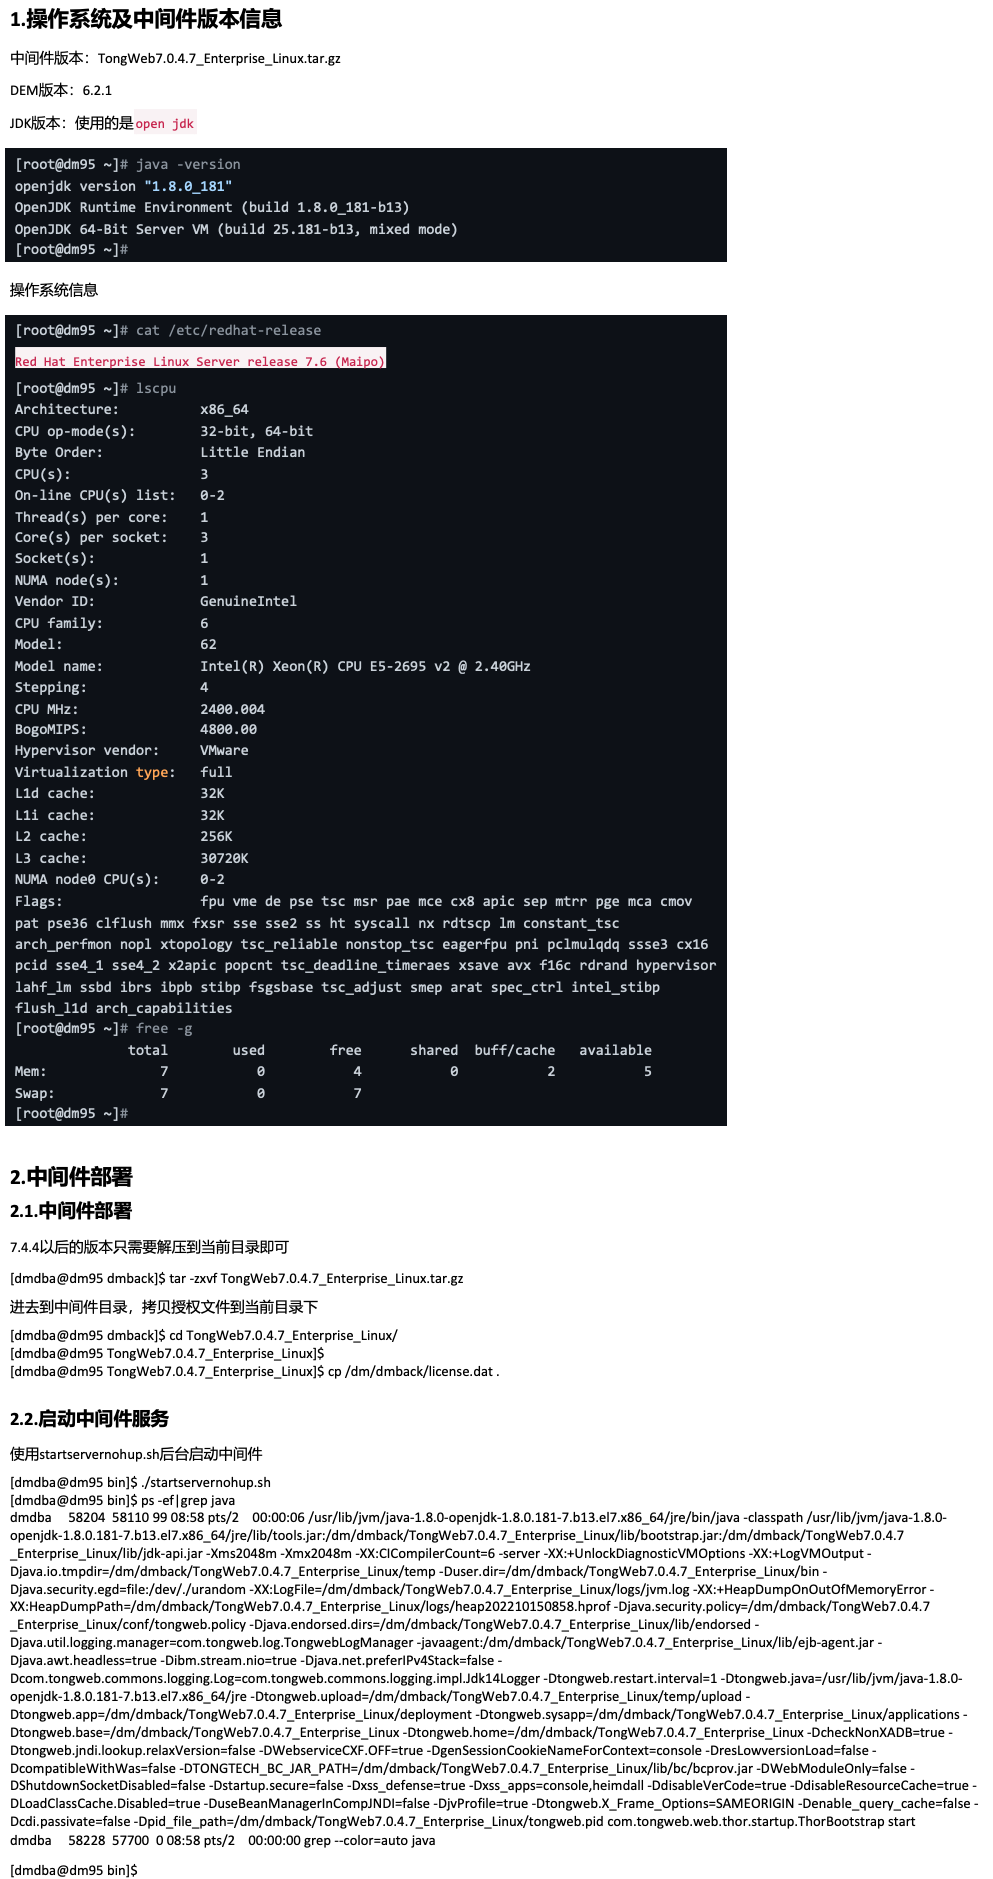 1.操作系统及中间件版本信息
中间件版本：TongWeb7.0.4.7_Enterprise_Linux.tar.gz
DEM版本：6.2.1
JDK版本：使用的是open jdk
[root@dm95 ~]# java -version
openjdk version "1.8.0_181"
OpenJDK Runtime Environment (build 1.8.0_181-b13)
OpenJDK 64-Bit Server VM (build 25.181-b13, mixed mode)
[root@dm95 ~]#
操作系统信息
[root@dm95 ~]# cat /etc/redhat-release
Red Hat Enterprise Linux Server release 7.6 (Maipo)
[root@dm95 ~]# lscpu
Architecture: x86_64
CPU op-mode(s): 32-bit, 64-bit
Byte Order: Little Endian
CPU(s): 3
On-line CPU(s) list: 0-2
Thread(s) per core: 1
Core(s) per socket: 3
Socket(s): 1
NUMA node(s): 1
Vendor ID: GenuineIntel
CPU family: 6
Model: 62
Model name: Intel(R) Xeon(R) CPU E5-2695 v2 @ 2.40GHz
Stepping: 4
CPU MHz: 2400.004
BogoMIPS: 4800.00
Hypervisor vendor: VMware
Virtualization type: full
L1d cache: 32K
L1i cache: 32K
L2 cache: 256K
L3 cache: 30720K
NUMA node0 CPU(s): 0-2
Flags: fpu vme de pse tsc msr pae mce cx8 apic sep mtrr pge mca cmov
pat pse36 clflush mmx fxsr sse sse2 ss ht syscall nx rdtscp lm constant_tsc
arch_perfmon nopl xtopology tsc_reliable nonstop_tsc eagerfpu pni pclmulqdq ssse3 cx16
pcid sse4_1 sse4_2 x2apic popcnt tsc_deadline_timeraes xsave avx f16c rdrand hypervisor
lahf_lm ssbd ibrs ibpb stibp fsgsbase tsc_adjust smep arat spec_ctrl intel_stibp
flush_l1d arch_capabilities
[root@dm95 ~]# free -g
total used free shared buff/cache available
Mem: 7 0 4 0 2 5
Swap: 7 0 7
[root@dm95 ~]#
2.中间件部署
2.1.中间件部署
7.4.4以后的版本只需要解压到当前目录即可
[dmdba@dm95 dmback]$ tar -zxvf TongWeb7.0.4.7_Enterprise_Linux.tar.gz
进去到中间件目录，拷贝授权文件到当前目录下
[dmdba@dm95 dmback]$ cd TongWeb7.0.4.7_Enterprise_Linux/
[dmdba@dm95 TongWeb7.0.4.7_Enterprise_Linux]$
[dmdba@dm95 TongWeb7.0.4.7_Enterprise_Linux]$ cp /dm/dmback/license.dat .
2.2.启动中间件服务
使用startservernohup.sh后台启动中间件
[dmdba@dm95 bin]$ ./startservernohup.sh
[dmdba@dm95 bin]$ ps -ef|grep java
dmdba 58204 58110 99 08:58 pts/2 00:00:06 /usr/lib/jvm/java-1.8.0-openjdk-1.8.0.181-7.b13.el7.x86_64/jre/bin/java -classpath /usr/lib/jvm/java-1.8.0-
openjdk-1.8.0.181-7.b13.el7.x86_64/jre/lib/tools.jar:/dm/dmback/TongWeb7.0.4.7_Enterprise_Linux/lib/bootstrap.jar:/dm/dmback/TongWeb7.0.4.7
_Enterprise_Linux/lib/jdk-api.jar -Xms2048m -Xmx2048m -XX:CICompilerCount=6 -server -XX:+UnlockDiagnosticVMOptions -XX:+LogVMOutput -
Djava.io.tmpdir=/dm/dmback/TongWeb7.0.4.7_Enterprise_Linux/temp -Duser.dir=/dm/dmback/TongWeb7.0.4.7_Enterprise_Linux/bin -
Djava.security.egd=file:/dev/./urandom -XX:LogFile=/dm/dmback/TongWeb7.0.4.7_Enterprise_Linux/logs/jvm.log -XX:+HeapDumpOnOutOfMemoryError -
XX:HeapDumpPath=/dm/dmback/TongWeb7.0.4.7_Enterprise_Linux/logs/heap202210150858.hprof -Djava.security.policy=/dm/dmback/TongWeb7.0.4.7
_Enterprise_Linux/conf/tongweb.policy -Djava.endorsed.dirs=/dm/dmback/TongWeb7.0.4.7_Enterprise_Linux/lib/endorsed -
Djava.util.logging.manager=com.tongweb.log.TongwebLogManager -javaagent:/dm/dmback/TongWeb7.0.4.7_Enterprise_Linux/lib/ejb-agent.jar -
Djava.awt.headless=true -Dibm.stream.nio=true -Djava.net.preferIPv4Stack=false -
Dcom.tongweb.commons.logging.Log=com.tongweb.commons.logging.impl.Jdk14Logger -Dtongweb.restart.interval=1 -Dtongweb.java=/usr/lib/jvm/java-1.8.0-
openjdk-1.8.0.181-7.b13.el7.x86_64/jre -Dtongweb.upload=/dm/dmback/TongWeb7.0.4.7_Enterprise_Linux/temp/upload -
Dtongweb.app=/dm/dmback/TongWeb7.0.4.7_Enterprise_Linux/deployment -Dtongweb.sysapp=/dm/dmback/TongWeb7.0.4.7_Enterprise_Linux/applications -
Dtongweb.base=/dm/dmback/TongWeb7.0.4.7_Enterprise_Linux -Dtongweb.home=/dm/dmback/TongWeb7.0.4.7_Enterprise_Linux -DcheckNonXADB=true -
Dtongweb.jndi.lookup.relaxVersion=false -DWebserviceCXF.OFF=true -DgenSessionCookieNameForContext=console -DresLowversionLoad=false -
DcompatibleWithWas=false -DTONGTECH_BC_JAR_PATH=/dm/dmback/TongWeb7.0.4.7_Enterprise_Linux/lib/bc/bcprov.jar -DWebModuleOnly=false -
DShutdownSocketDisabled=false -Dstartup.secure=false -Dxss_defense=true -Dxss_apps=console,heimdall -DdisableVerCode=true -DdisableResourceCache=true -
DLoadClassCache.Disabled=true -DuseBeanManagerInCompJNDI=false -DjvProfile=true -Dtongweb.X_Frame_Options=SAMEORIGIN -Denable_query_cache=false -
Dcdi.passivate=false -Dpid_file_path=/dm/dmback/TongWeb7.0.4.7_Enterprise_Linux/tongweb.pid com.tongweb.web.thor.startup.ThorBootstrap start
dmdba 58228 57700 0 08:58 pts/2 00:00:00 grep --color=auto java
[dmdba@dm95 bin]$